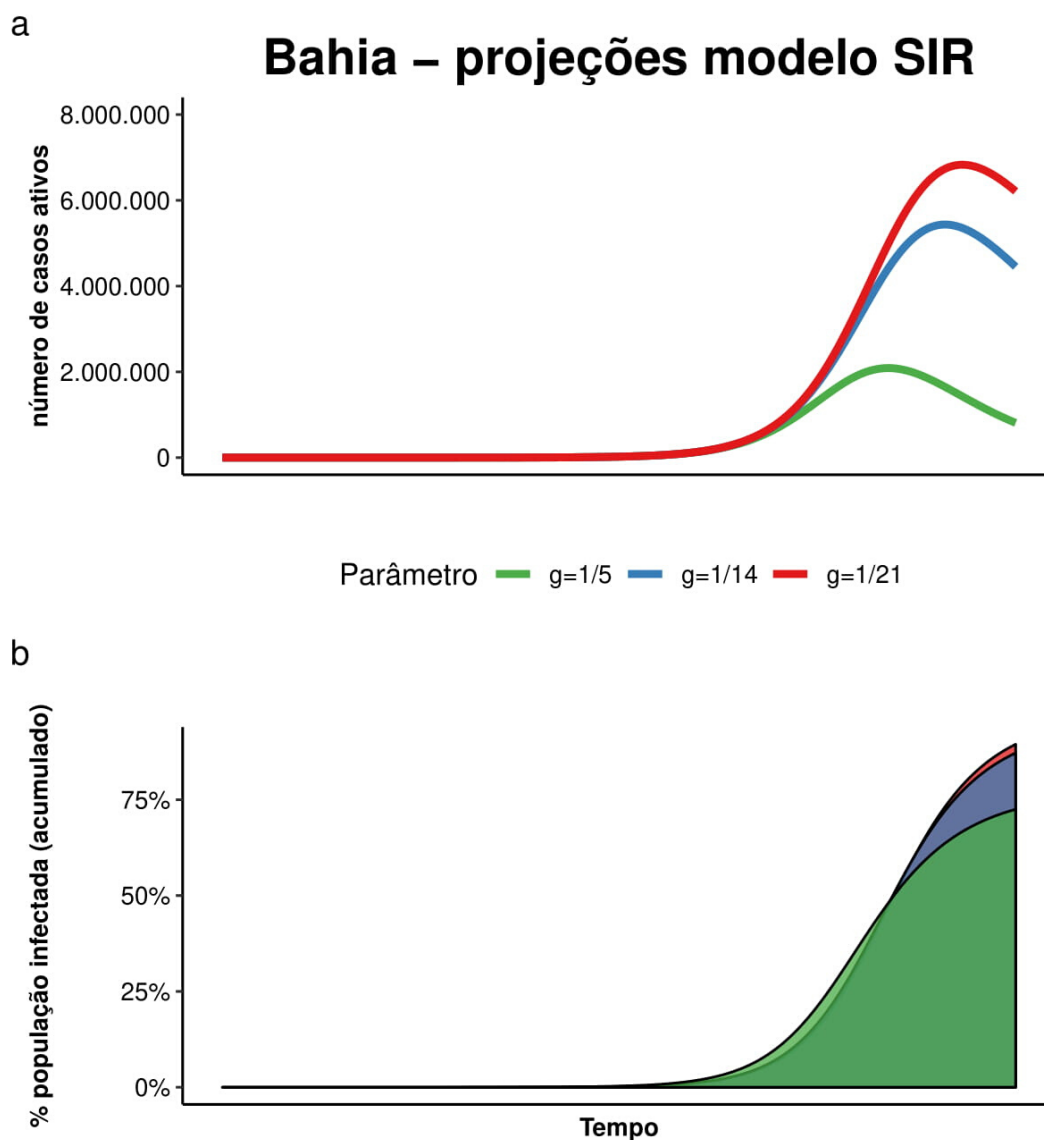 a
Bahia – projeções modelo SIR
número de casos ativos
8.000.000
6.000.000
4.000.000
2.000.000
0
Parâmetro g=1/5 g=1/14 g=1/21
b
% população infectada (acumulado)
75%
50%
25%
0%
Tempo